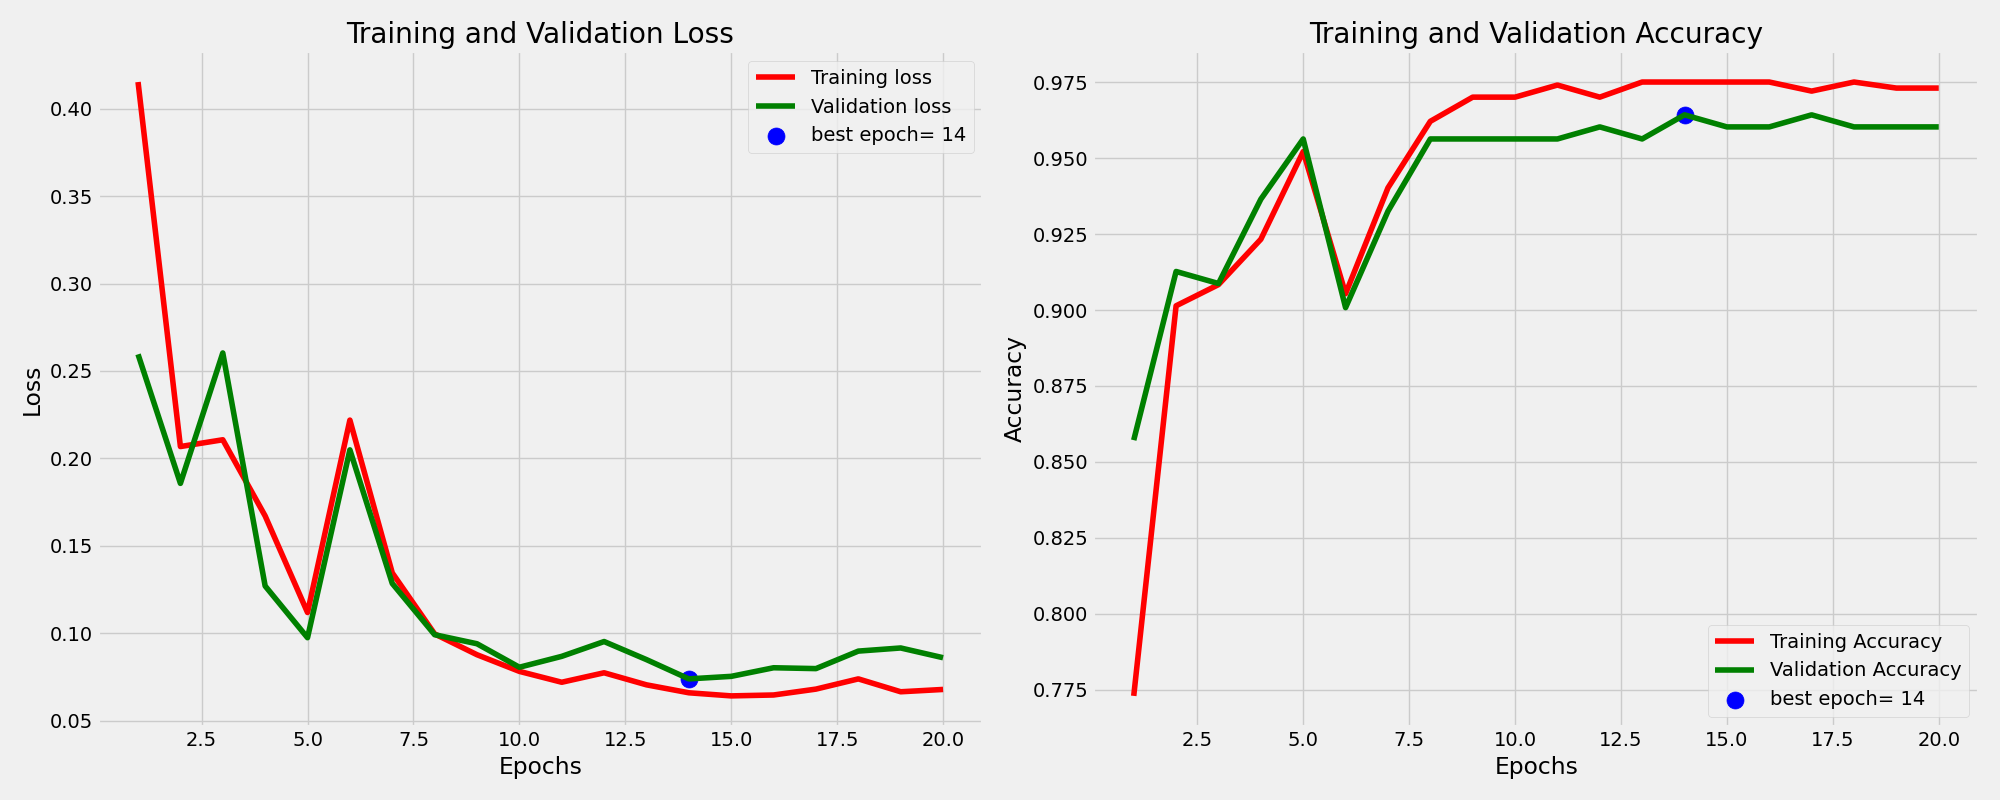 Training and Validation Loss
Training loss
Validation loss
best epoch= 14
Loss
0.40
0.35
0.30
0.25
0.20
0.15
0.10
0.05
2.5 5.0 7.5 10.0 12.5 15.0 17.5 20.0
Epochs
Training and Validation Accuracy
Accuracy
0.975
0.950
0.925
0.900
0.875
0.850
0.825
0.800
0.775
Training Accuracy
Validation Accuracy
best epoch= 14
2.5 5.0 7.5 10.0 12.5 15.0 17.5 20.0
Epochs